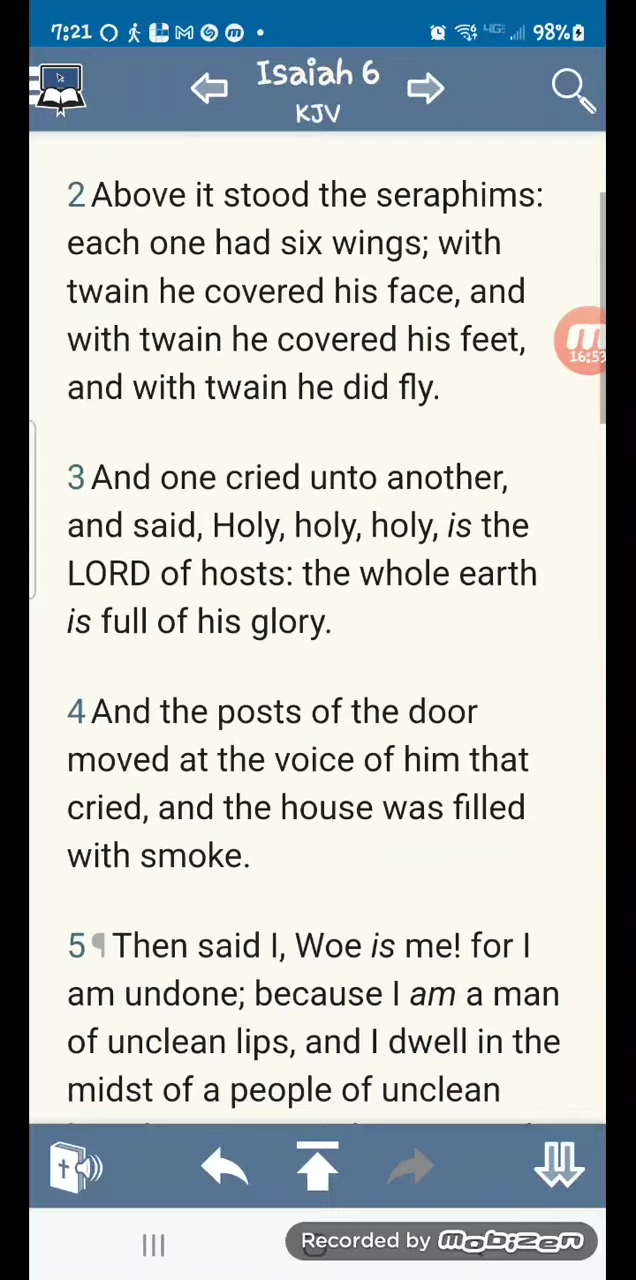 7:21
98%
Isaiah 6
KJV
2 Above it stood the seraphims:
each one had six wings; with
twain he covered his face, and
with twain he covered his feet,
and with twain he did fly.
16:53
3 And one cried unto another,
and said, Holy, holy, holy, is the
LORD of hosts: the whole earth
is full of his glory.
4 And the posts of the door
moved at the voice of him that
cried, and the house was filled
with smoke.
5 ¶ Then said I, Woe is me! for I
am undone; because I am a man
of unclean lips, and I dwell in the
midst of a people of unclean
Recorded by mobizen